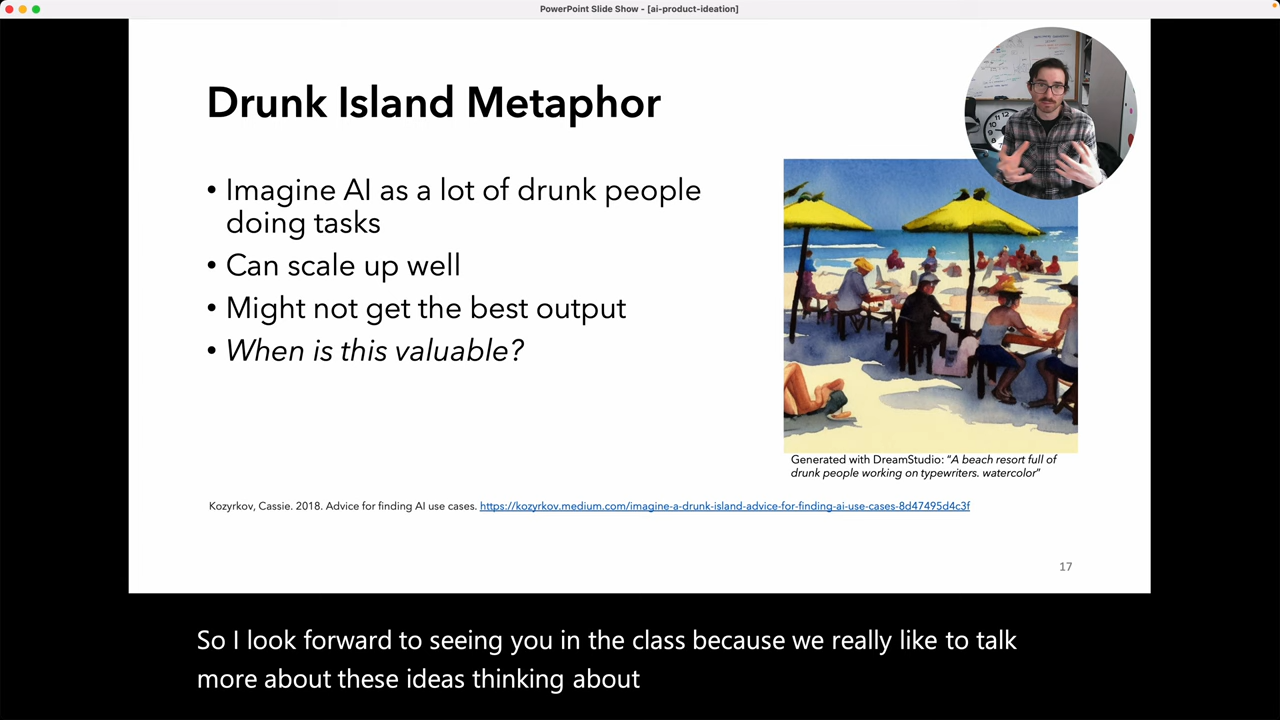 PowerPoint Slide Show - [ai-product-ideation]
Drunk Island Metaphor
• Imagine AI as a lot of drunk people
doing tasks
• Can scale up well
• Might not get the best output
• When is this valuable?
Generated with DreamStudio: "A beach resort full of
drunk people working on typewriters. watercolor"
Kozyrkov, Cassie. 2018. Advice for finding AI use cases. https://kozyrkov.medium.com/imagine-a-drunk-island-advice-for-finding-ai-use-cases-8d47495d4c3f
17
So I look forward to seeing you in the class because we really like to talk
more about these ideas thinking about